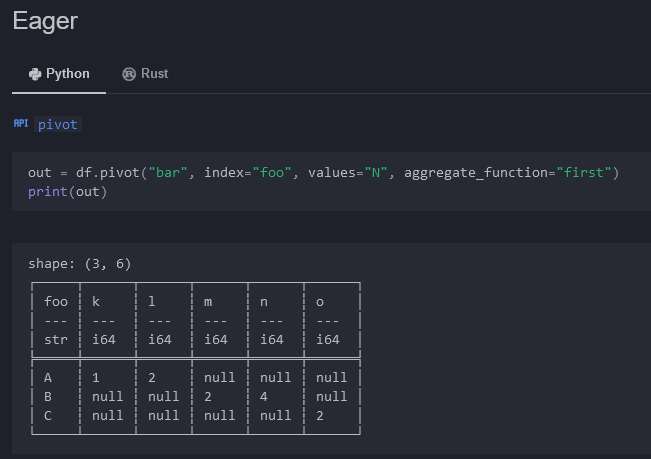 Eager
Python Rust
API pivot
out = df.pivot("bar", index="foo", values="N", aggregate_function="first")
print(out)
shape: (3, 6)
foo k l m n o
--- --- --- --- --- ---
str i64 i64 i64 i64 i64
A 1 2 null null null
B null null 2 4 null
C null null null null 2